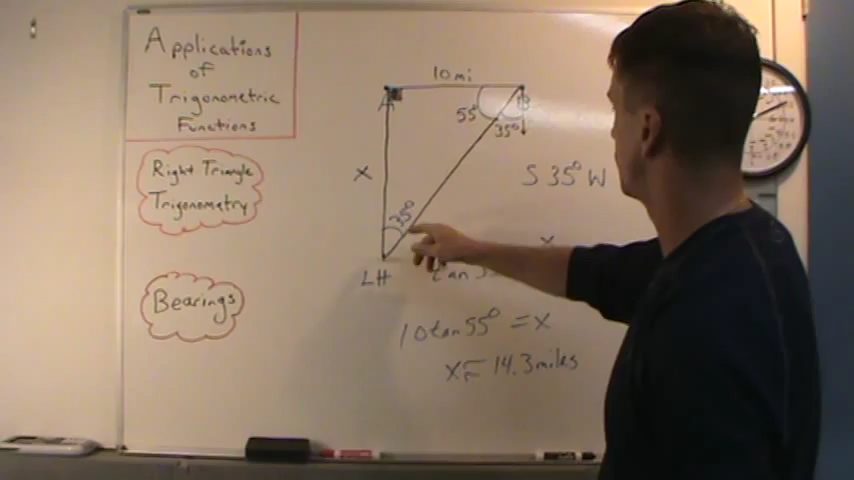 Applications
of
Trigonometric
Functions
Right Triangle
Trigonometry
Bearings
10 mi
A
55°
35°
x
35°
S 35° W
LH
x
tan 55
10 tan 55° = x
x ≈ 14.3 miles